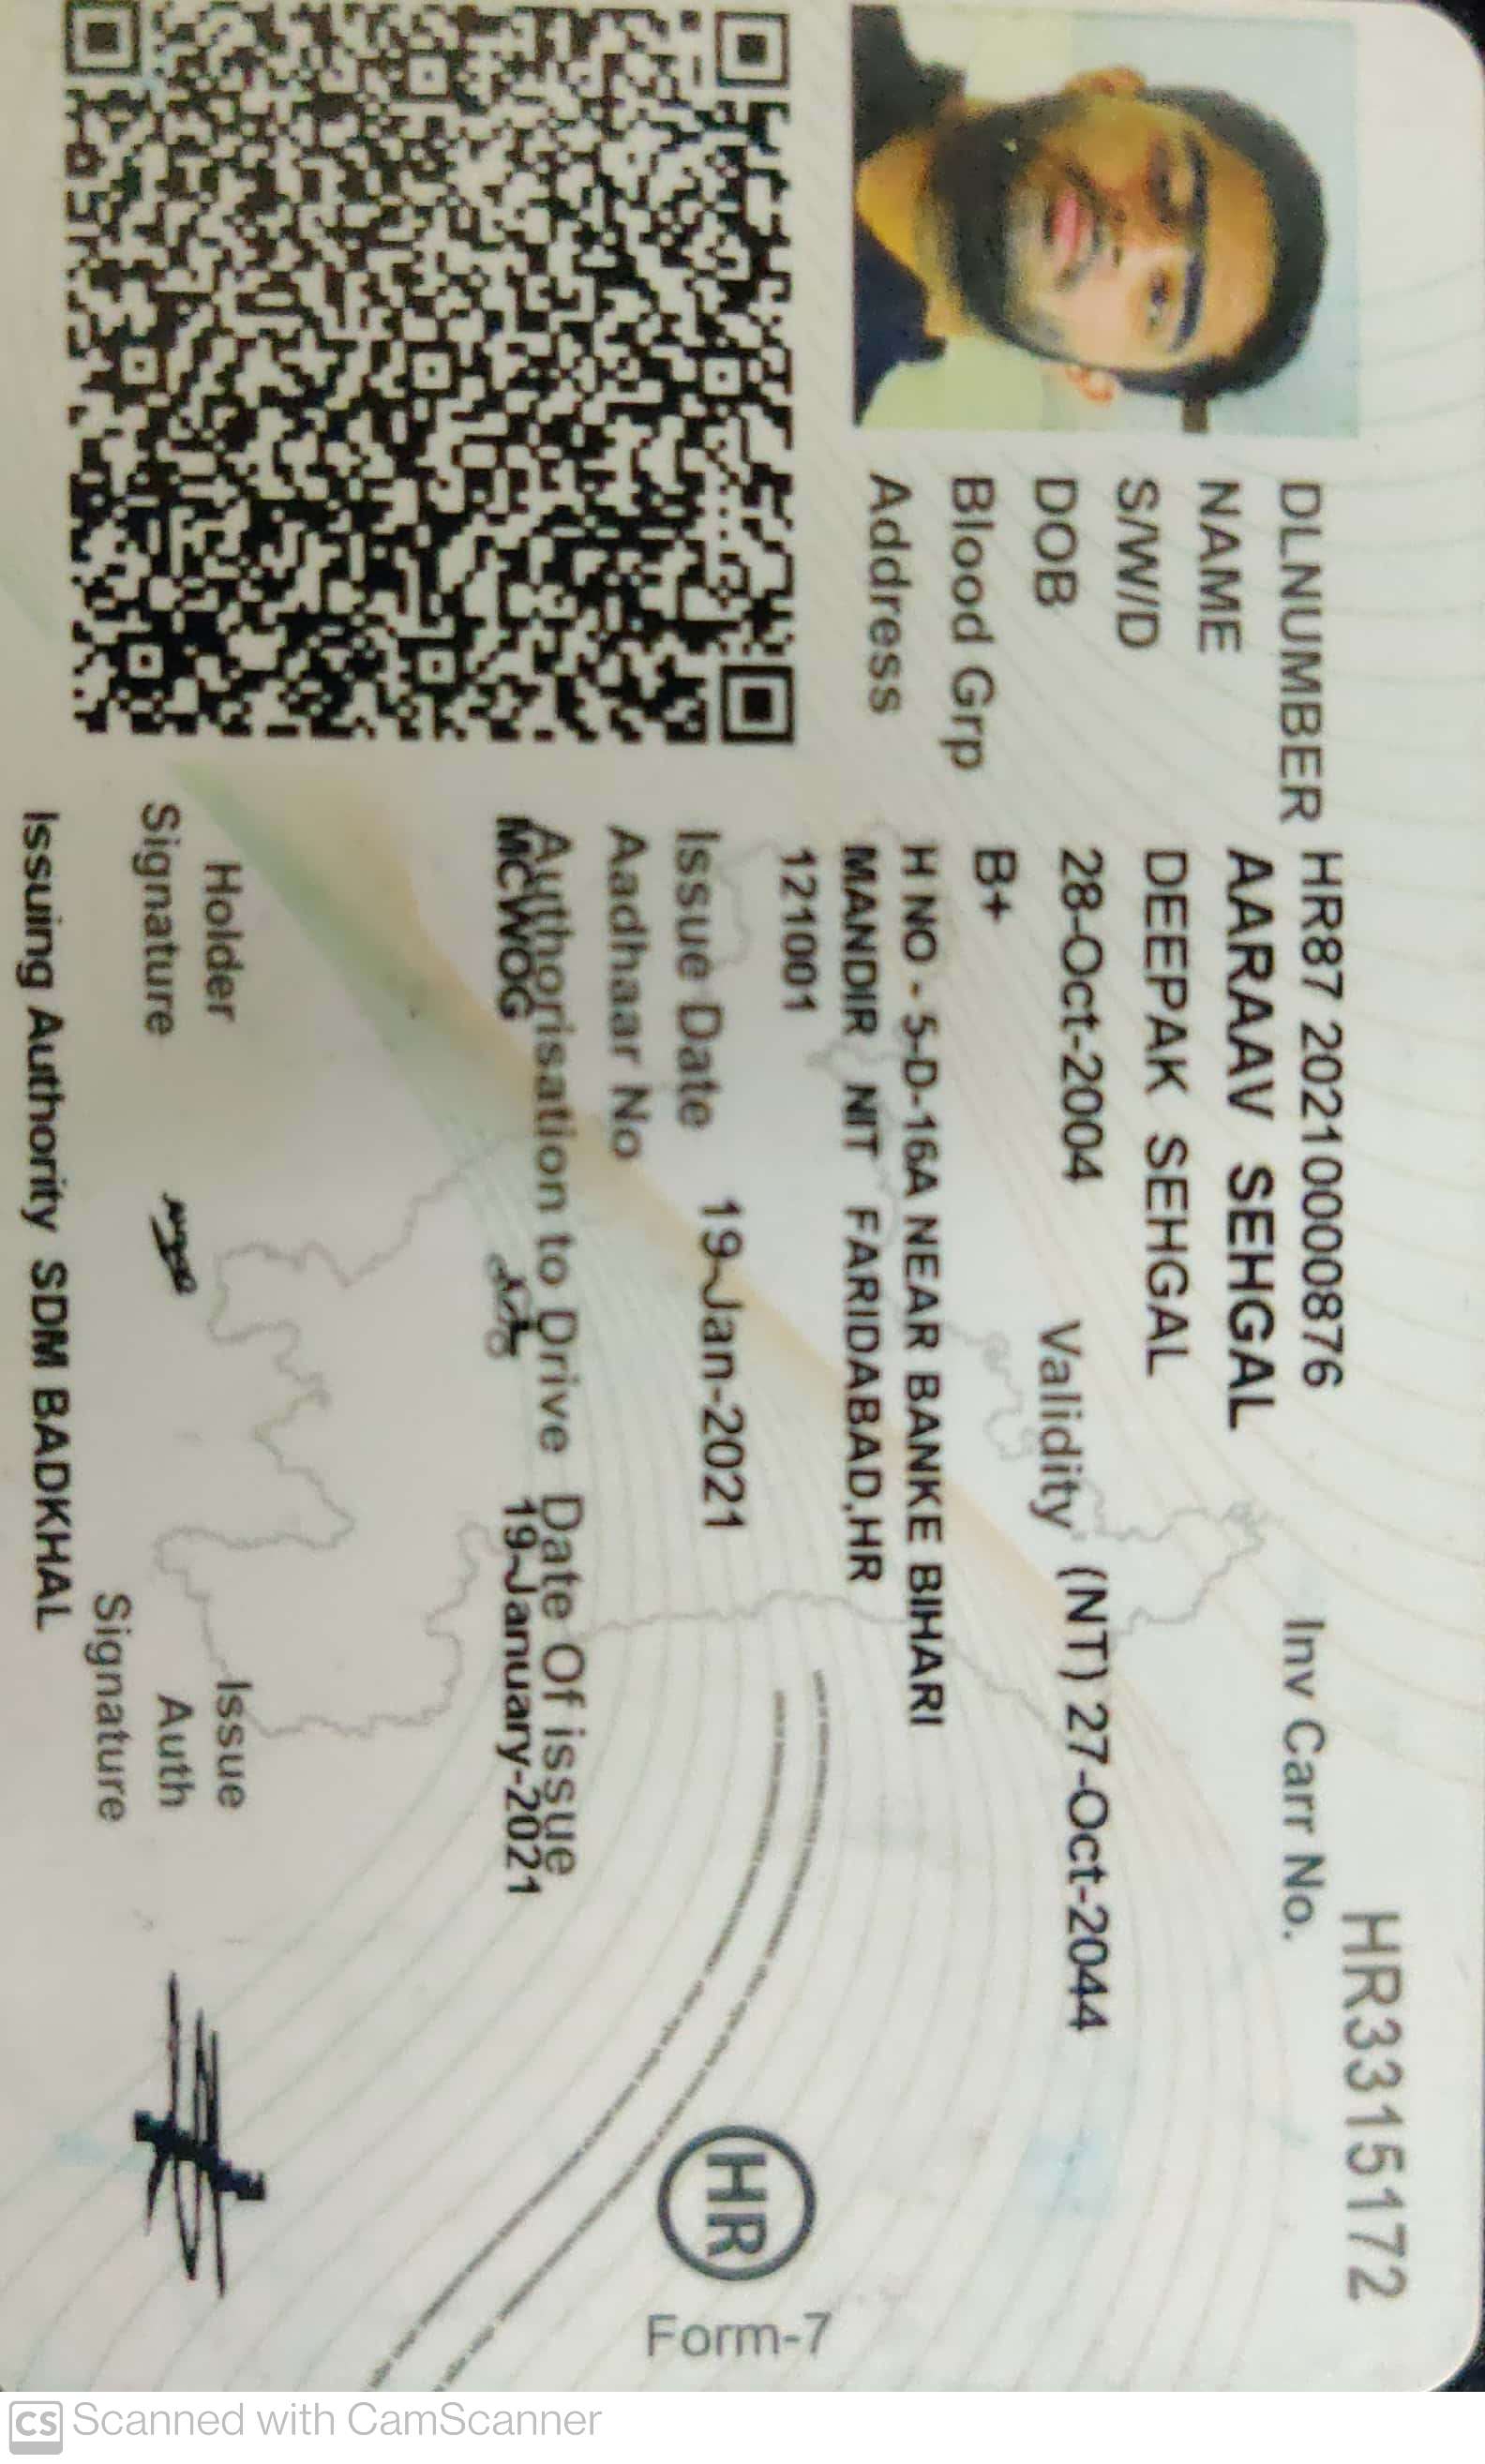 HR3315172
DLNUMBER HR87 20210000876 Inv Carr No.
NAME AARAAV SEHGAL
S/W/D DEEPAK SEHGAL
DOB 28-Oct-2004 Validity (NT) 27-Oct-2044
Blood Grp B+
Address H NO - 5-D-16A NEAR BANKE BIHARI
MANDIR NIT FARIDABAD,HR
121001
Issue Date 19-Jan-2021
Aadhaar No
Authorisation to Drive Date Of issue
MCWOG 19-January-2021
HR
Form-7
Holder
Signature
Issue
Auth
Signature
Issuing Authority SDM BADKHAL
CS Scanned with CamScanner